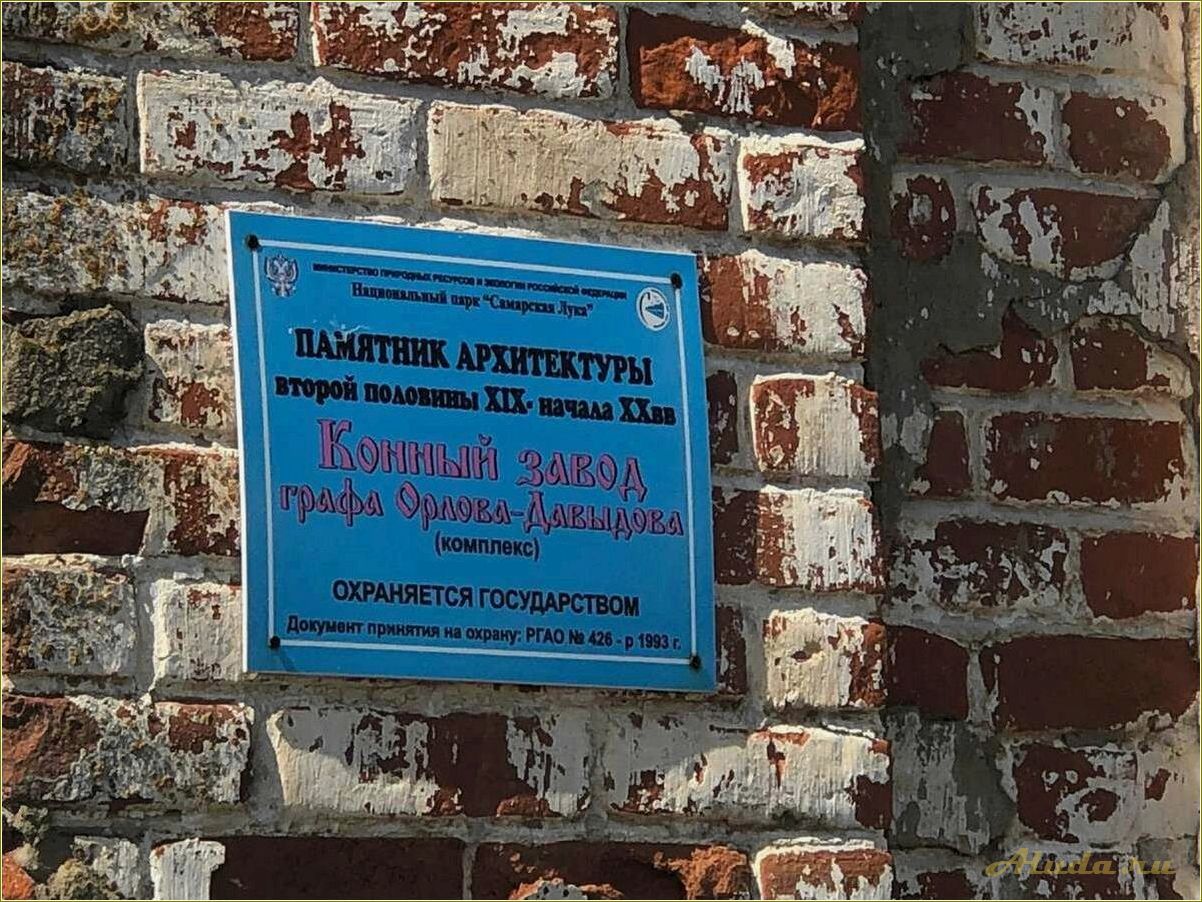 МИНИСТЕРСТВО ПРИРОДНЫХ РЕСУРСОВ И ЭКОЛОГИИ РОССИЙСКОЙ ФЕДЕРАЦИИ
Национальный парк "Самарская Лука"
ПАМЯТНИК АРХИТЕКТУРЫ
второй половины XIX- начала XXвв
Конный завод
графа Орлова-Давыдова
(комплекс)
ОХРАНЯЕТСЯ ГОСУДАРСТВОМ
Документ принятия на охрану: РГАО № 426 - р 1993 г.
Aluda.ru